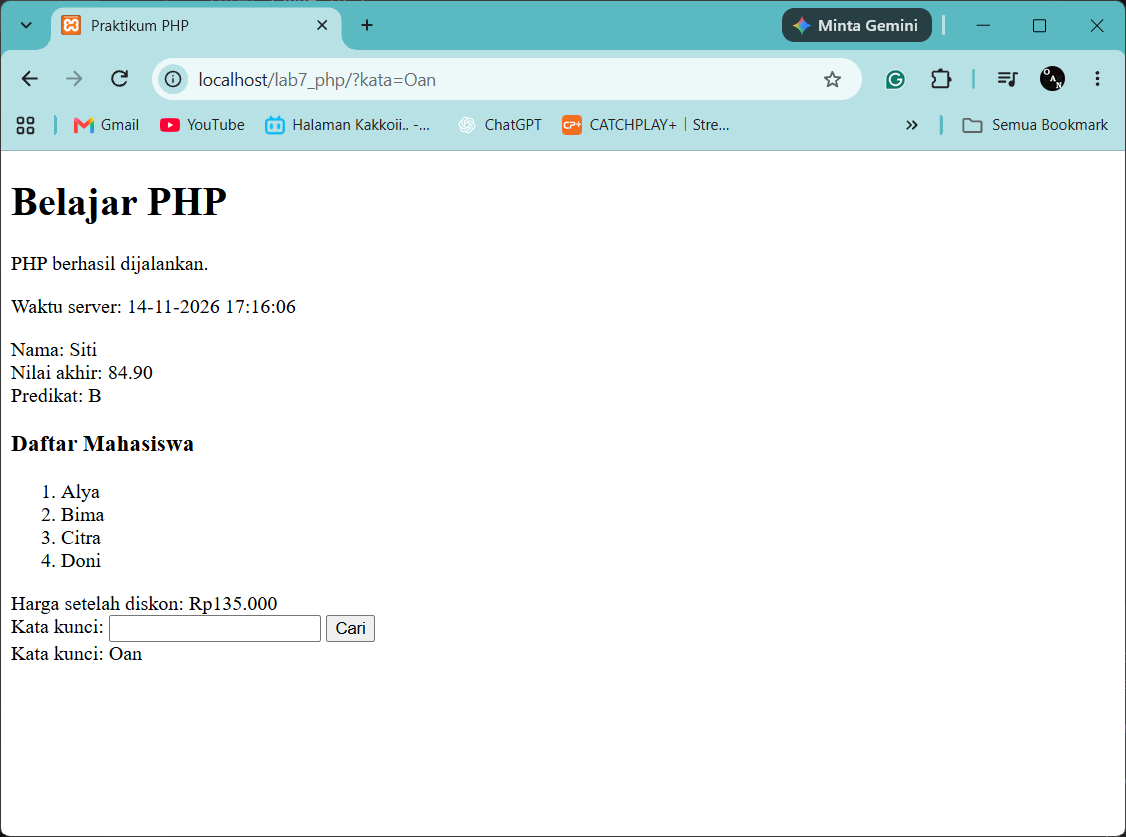 Praktikum PHP
Minta Gemini
localhost/lab7_php/?kata=Oan
Gmail YouTube Halaman Kakkoii.. -... ChatGPT CP+ CATCHPLAY+ | Stre... Semua Bookmark
Belajar PHP
PHP berhasil dijalankan.
Waktu server: 14-11-2026 17:16:06
Nama: Siti
Nilai akhir: 84.90
Predikat: B
Daftar Mahasiswa
1. Alya
2. Bima
3. Citra
4. Doni
Harga setelah diskon: Rp135.000
Kata kunci: Cari
Kata kunci: Oan